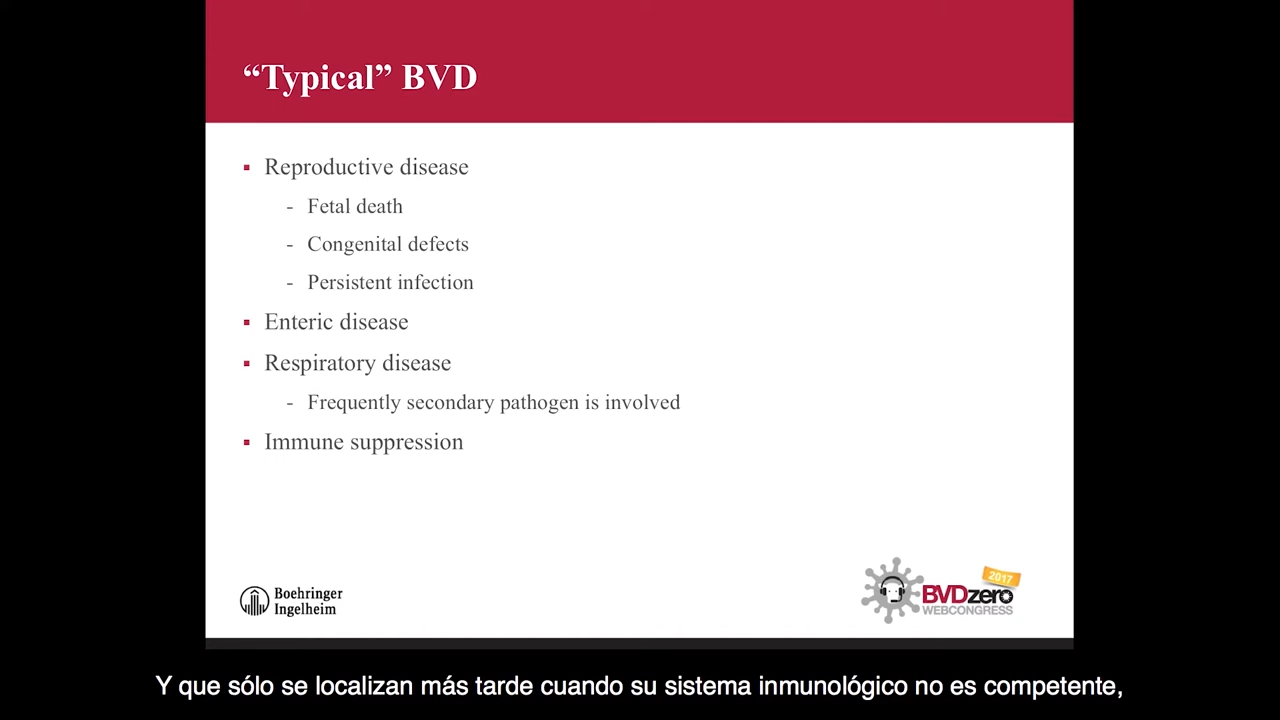 “Typical” BVD
▪ Reproductive disease
- Fetal death
- Congenital defects
- Persistent infection
▪ Enteric disease
▪ Respiratory disease
- Frequently secondary pathogen is involved
▪ Immune suppression
Boehringer
Ingelheim
2017
BVDzero
WEBCONGRESS
Y que sólo se localizan más tarde cuando su sistema inmunológico no es competente,